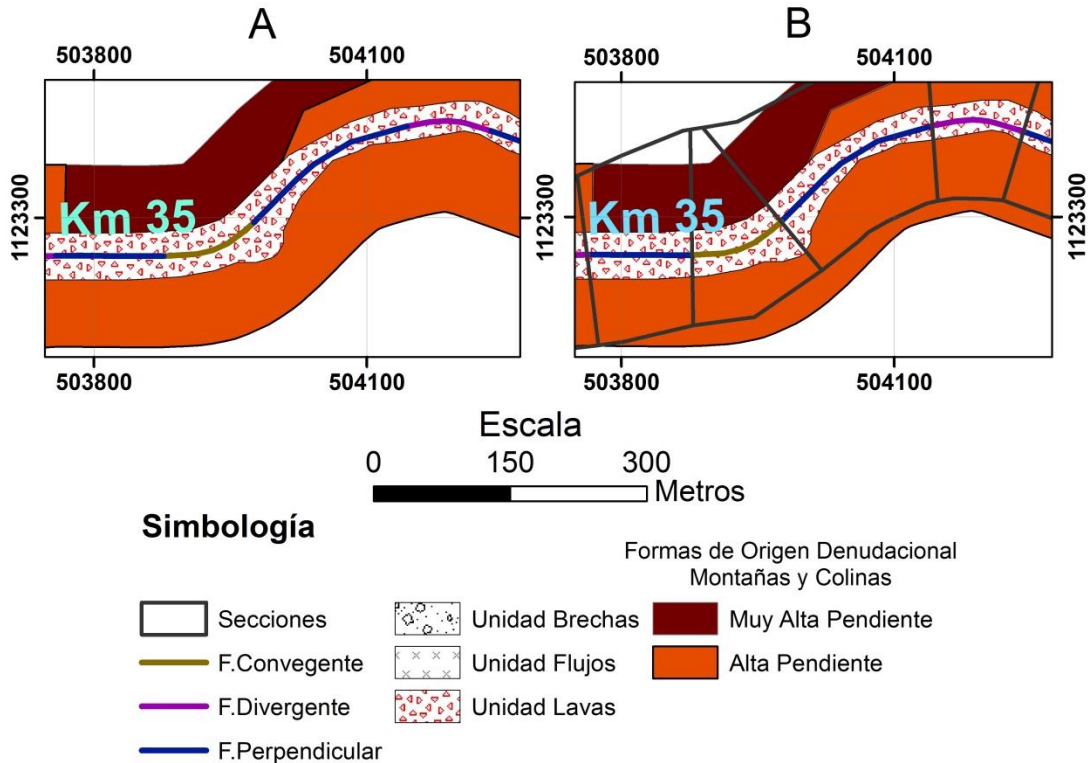 A
B
503800
504100
503800
504100
1123300
Km 35
1123300
1123300
Km 35
1123300
503800
504100
503800
504100
Escala
0
150
300
Metros
Simbología
Formas de Origen Denudacional
Montañas y Colinas
Secciones
Unidad Brechas
Muy Alta Pendiente
F.Convegente
Unidad Flujos
Alta Pendiente
F.Divergente
Unidad Lavas
F.Perpendicular